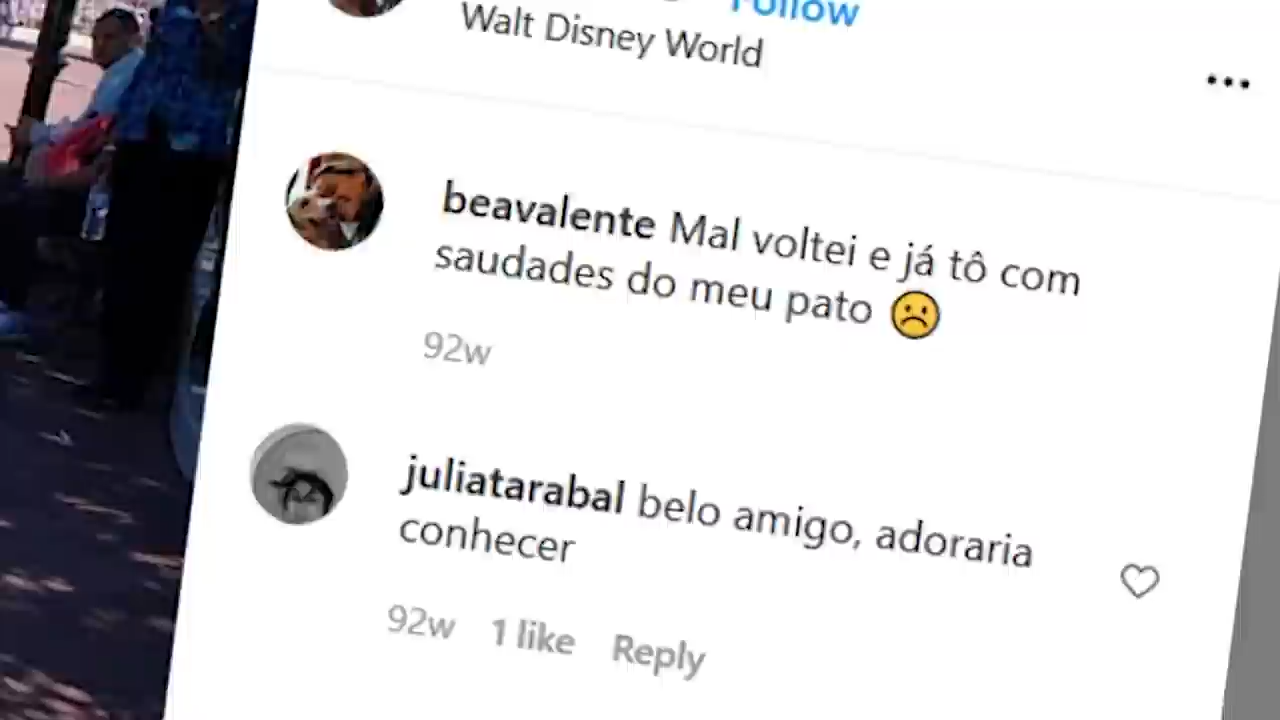 Follow
Walt Disney World
beavalente Mal voltei e já tô com
saudades do meu pato ☹️
92w
juliatarabal belo amigo, adoraria
conhecer
92w 1 like Reply